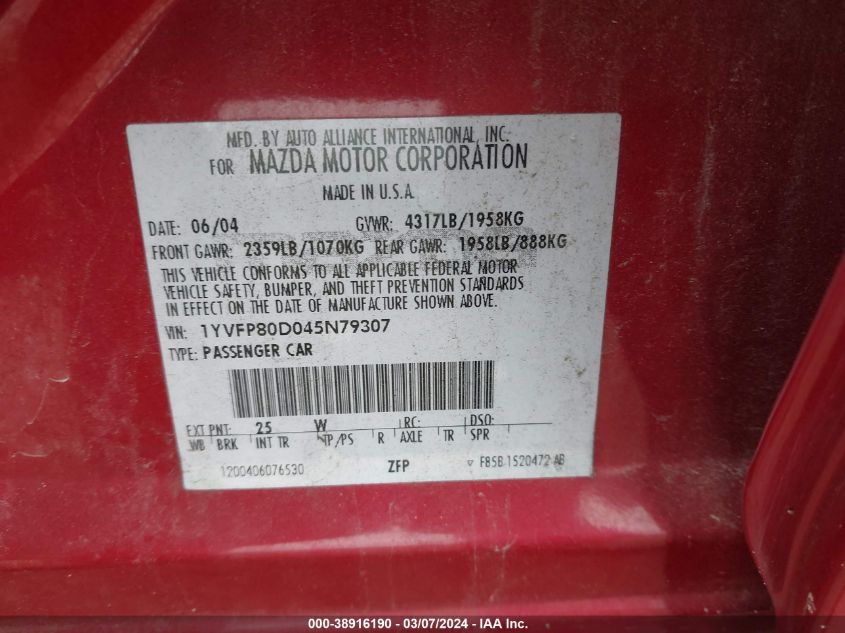 MFD. BY AUTO ALLIANCE INTERNATIONAL, INC.
FOR MAZDA MOTOR CORPORATION
MADE IN U.S.A
DATE: 06/04 GVWR: 4317LB/1958KG
FRONT GAWR: 2359LB/1070KG REAR GAWR: 1958LB/888KG
THIS VEHICLE CONFORMS TO ALL APPLICABLE FEDERAL MOTOR
VEHICLE SAFETY, BUMPER, AND THEFT PREVENTION STANDARDS
IN EFFECT ON THE DATE OF MANUFACTURE SHOWN ABOVE.
VIN: 1YVFP80D045N79307
TYPE: PASSENGER CAR
EXT PNT: 25 W RC: DSO:
WB BRK INT TR TP/PS R AXLE TR SPR
1200406076530 ZFP F85B 1520472 AB
000-38916190 - 03/07/2024 - IAA Inc.